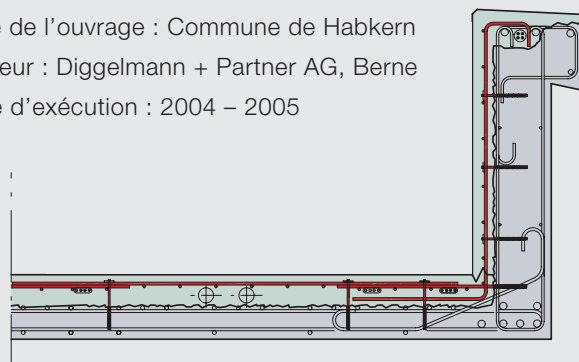 e de l’ouvrage : Commune de Habkern
eur : Diggelmann + Partner AG, Berne
e d’exécution : 2004 – 2005